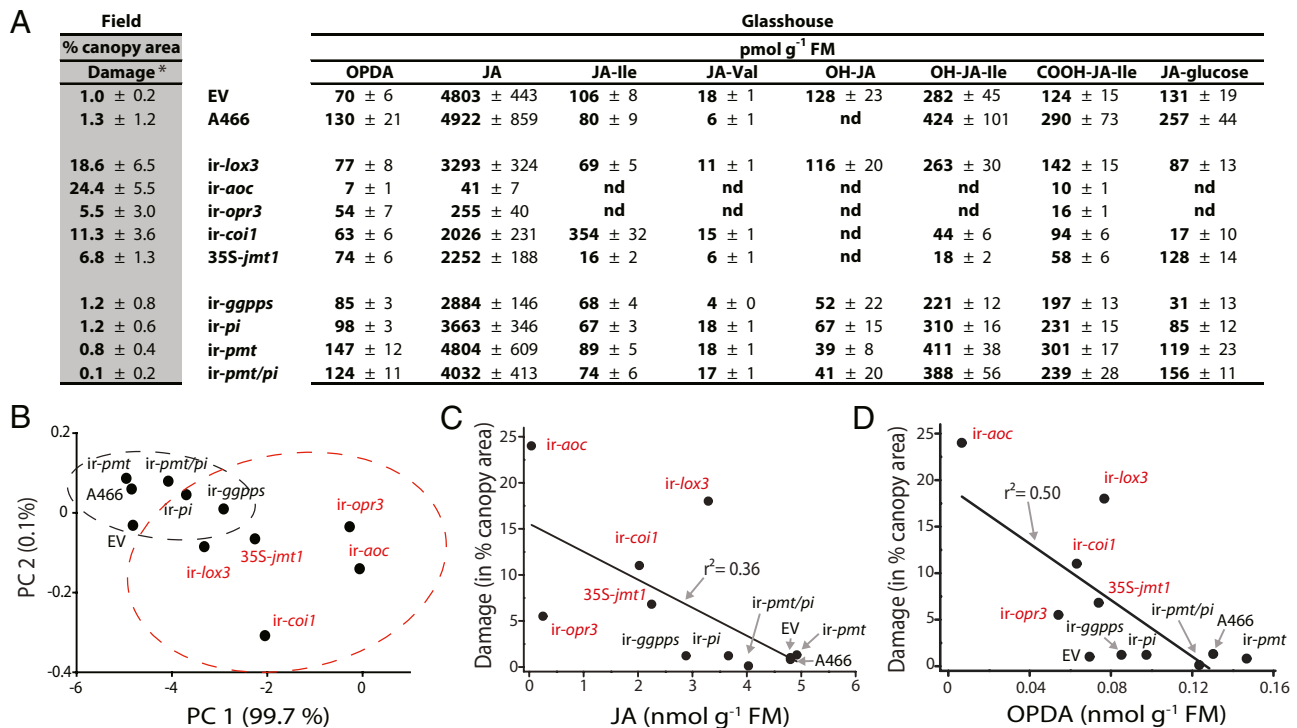 A
Field
Glasshouse
% canopy area
pmol g⁻¹ FM
Damage * OPDA JA JA-Ile JA-Val OH-JA OH-JA-Ile COOH-JA-Ile JA-glucose
1.0 ± 0.2 EV 70 ± 6 4803 ± 443 106 ± 8 18 ± 1 128 ± 23 282 ± 45 124 ± 15 131 ± 19
1.3 ± 1.2 A466 130 ± 21 4922 ± 859 80 ± 9 6 ± 1 nd 424 ± 101 290 ± 73 257 ± 44
18.6 ± 6.5 ir-lox3 77 ± 8 3293 ± 324 69 ± 5 11 ± 1 116 ± 20 263 ± 30 142 ± 15 87 ± 13
24.4 ± 5.5 ir-aoc 7 ± 1 41 ± 7 nd nd nd nd 10 ± 1 nd
5.5 ± 3.0 ir-opr3 54 ± 7 255 ± 40 nd nd nd nd 16 ± 1 nd
11.3 ± 3.6 ir-coi1 63 ± 6 2026 ± 231 354 ± 32 15 ± 1 nd 44 ± 6 94 ± 6 17 ± 10
6.8 ± 1.3 35S-jmt1 74 ± 6 2252 ± 188 16 ± 2 6 ± 1 nd 18 ± 2 58 ± 6 128 ± 14
1.2 ± 0.8 ir-ggpps 85 ± 3 2884 ± 146 68 ± 4 4 ± 0 52 ± 22 221 ± 12 197 ± 13 31 ± 13
1.2 ± 0.6 ir-pi 98 ± 3 3663 ± 346 67 ± 3 18 ± 1 67 ± 15 310 ± 16 231 ± 15 85 ± 12
0.8 ± 0.4 ir-pmt 147 ± 12 4804 ± 609 89 ± 5 18 ± 1 39 ± 8 411 ± 38 301 ± 17 119 ± 23
0.1 ± 0.2 ir-pmt/pi 124 ± 11 4032 ± 413 74 ± 6 17 ± 1 41 ± 20 388 ± 56 239 ± 28 156 ± 11
B
0.2
0
-0.4
PC 2 (0.1%)
ir-pmt
ir-pmt/pi
A466
ir-ggpps
ir-pi
EV
ir-opr3
ir-aoc
35S-jmt1
ir-lox3
ir-coi1
-6 -4 -2 0
PC 1 (99.7 %)
C
Damage (in % canopy area)
25
20
15
10
5
0
ir-aoc
ir-lox3
ir-coi1
r²= 0.36
35S-jmt1
ir-pmt/pi
ir-opr3
ir-ggpps
ir-pi
EV
ir-pmt
A466
0 1 2 3 4 5 6
JA (nmol g⁻¹ FM)
D
Damage (in % canopy area)
25
20
15
10
5
0
ir-aoc
r²= 0.50
ir-lox3
ir-coi1
35S-jmt1
ir-pmt/pi
ir-opr3
ir-ggpps
ir-pi
A466
ir-pmt
EV
0 0.04 0.08 0.12 0.16
OPDA (nmol g⁻¹ FM)